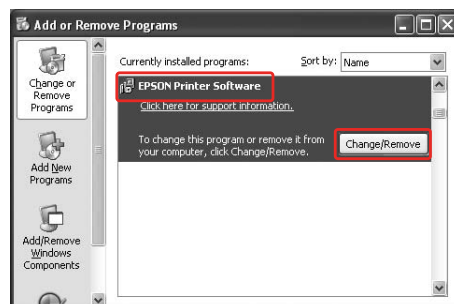 Add or Remove Programs
Change or
Remove
Programs
Add New
Programs
Add/Remove
Windows
Components
Currently installed programs:
Sort by:
Name
EPSON Printer Software
Click here for support information.
To change this program or remove it from
your computer, click Change/Remove.
Change/Remove